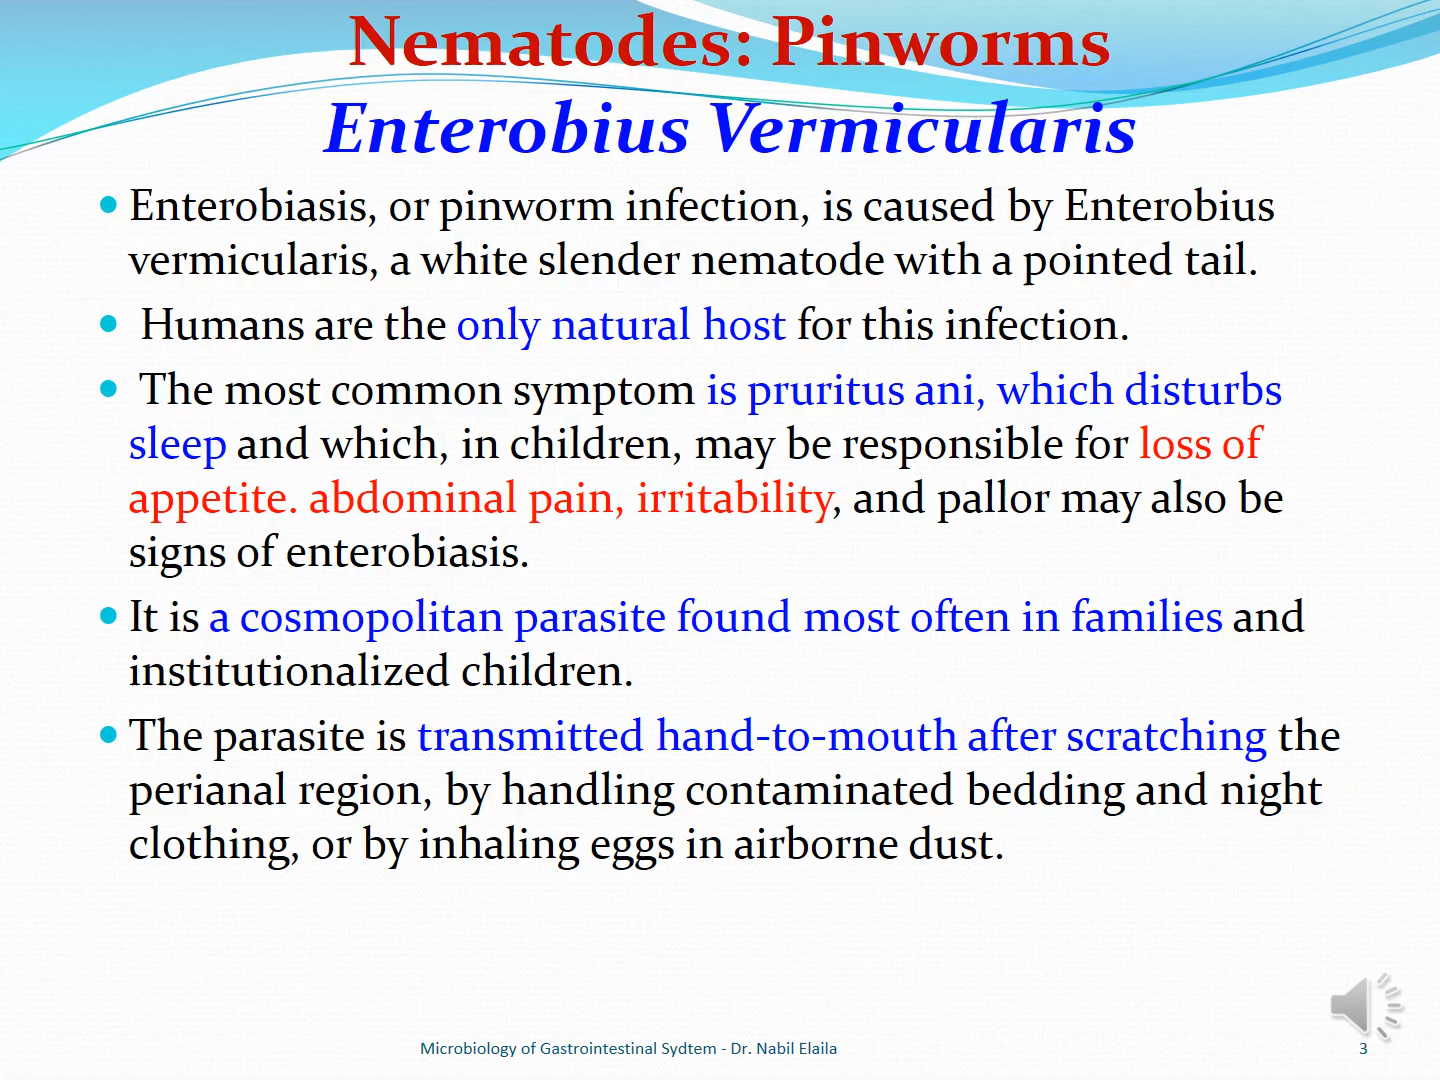 Nematodes: Pinworms
Enterobius Vermicularis
• Enterobiasis, or pinworm infection, is caused by Enterobius
vermicularis, a white slender nematode with a pointed tail.
• Humans are the only natural host for this infection.
• The most common symptom is pruritus ani, which disturbs
sleep and which, in children, may be responsible for loss of
appetite. abdominal pain, irritability, and pallor may also be
signs of enterobiasis.
• It is a cosmopolitan parasite found most often in families and
institutionalized children.
• The parasite is transmitted hand-to-mouth after scratching the
perianal region, by handling contaminated bedding and night
clothing, or by inhaling eggs in airborne dust.
Microbiology of Gastrointestinal Sydtem - Dr. Nabil Elaila
3